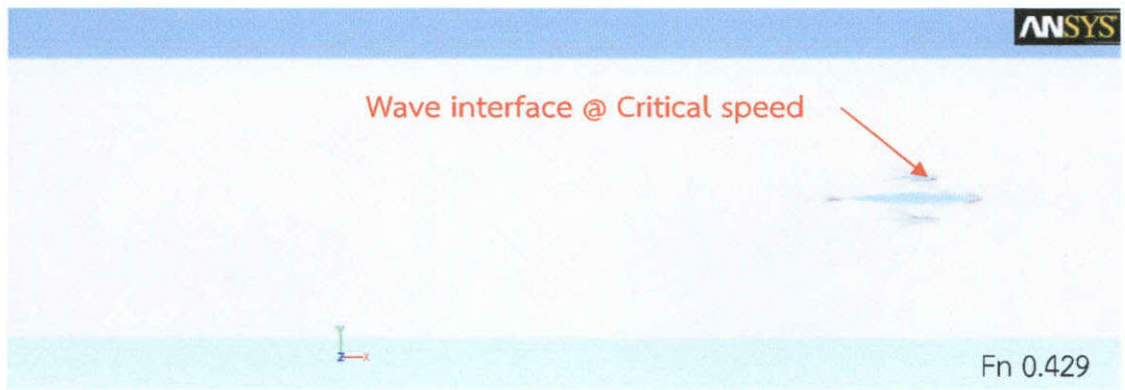 ANSYS
Wave interface @ Critical speed
Y
Z X
Fn 0.429